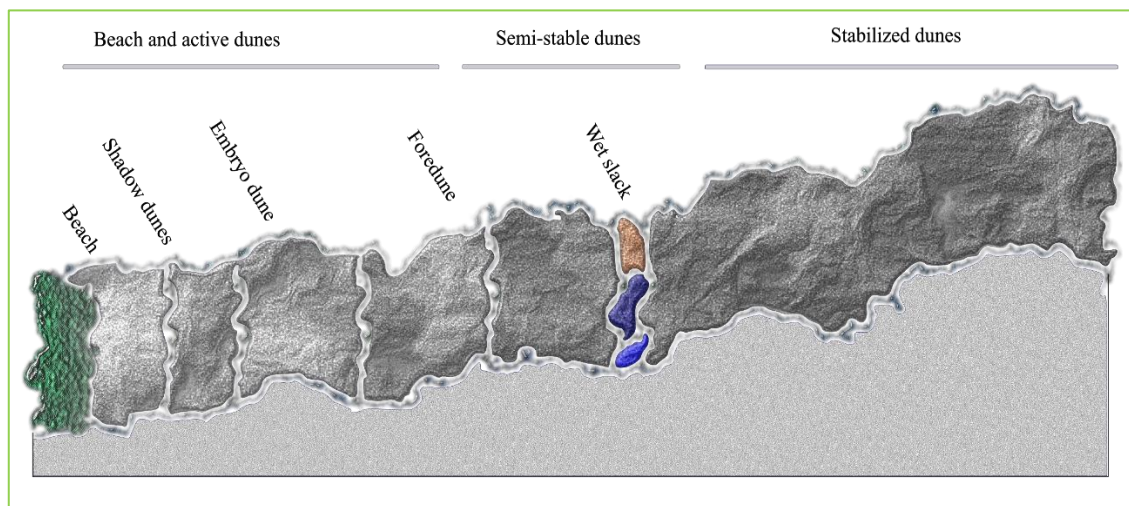 Beach and active dunes
Semi-stable dunes
Stabilized dunes
Beach
Shadow dunes
Embryo dune
Foredune
Wet slack